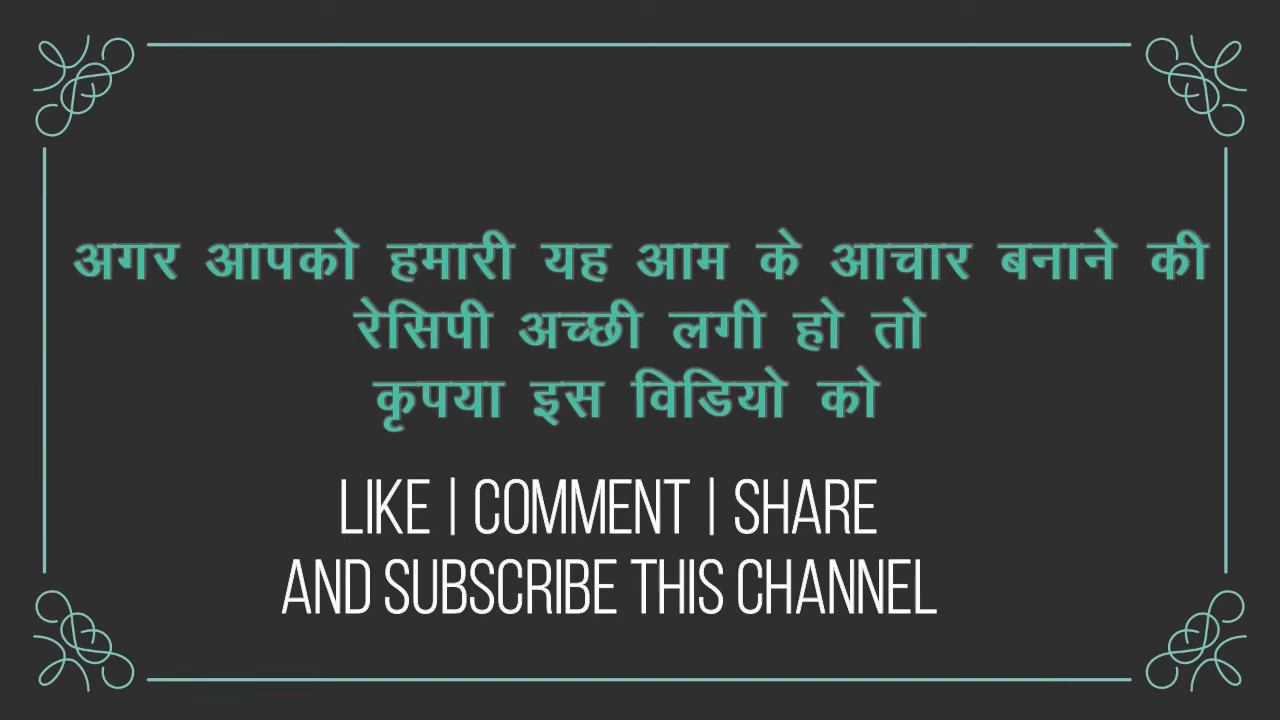 अगर आपको हमारी यह आम के आचार बनाने की
रेसिपी अच्छी लगी हो तो
कृपया इस विडियो को
LIKE | COMMENT | SHARE
AND SUBSCRIBE THIS CHANNEL